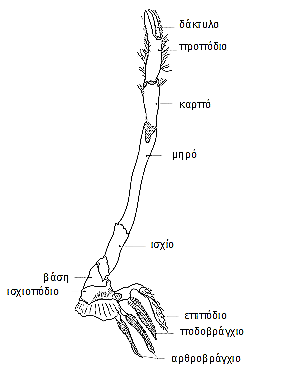 δάκτυλο
προπόδιο
καρπό
μηρό
ισχίο
βάση
ισχιοπόδιο
επιπόδιο
ποδοβράγχιο
αρθροβράγχιο